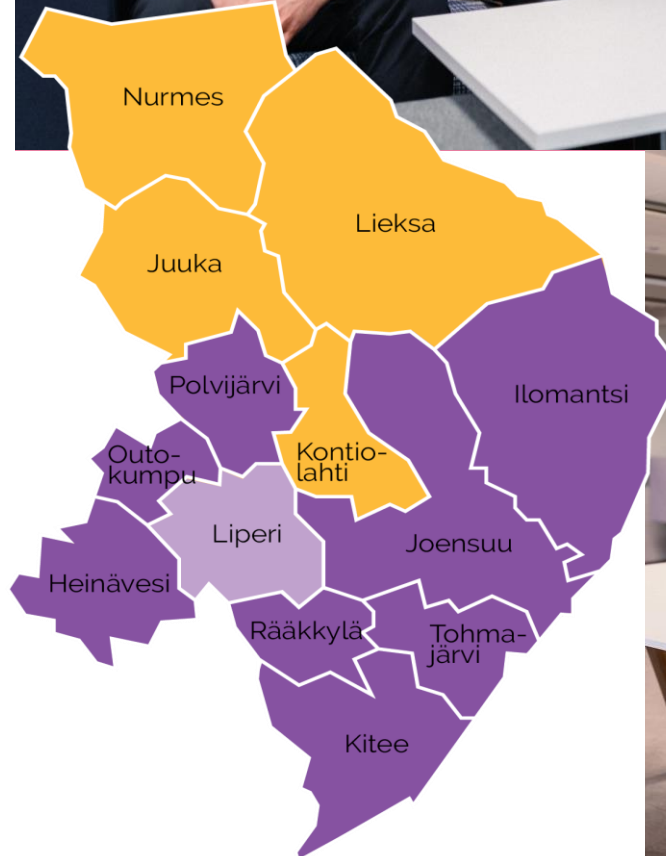 Nurmes
Lieksa
Juuka
Polvijärvi
Ilomantsi
Outo-
kumpu
Kontio-
lahti
Liperi
Joensuu
Heinävesi
Rääkkylä
Tohma-
järvi
Kitee